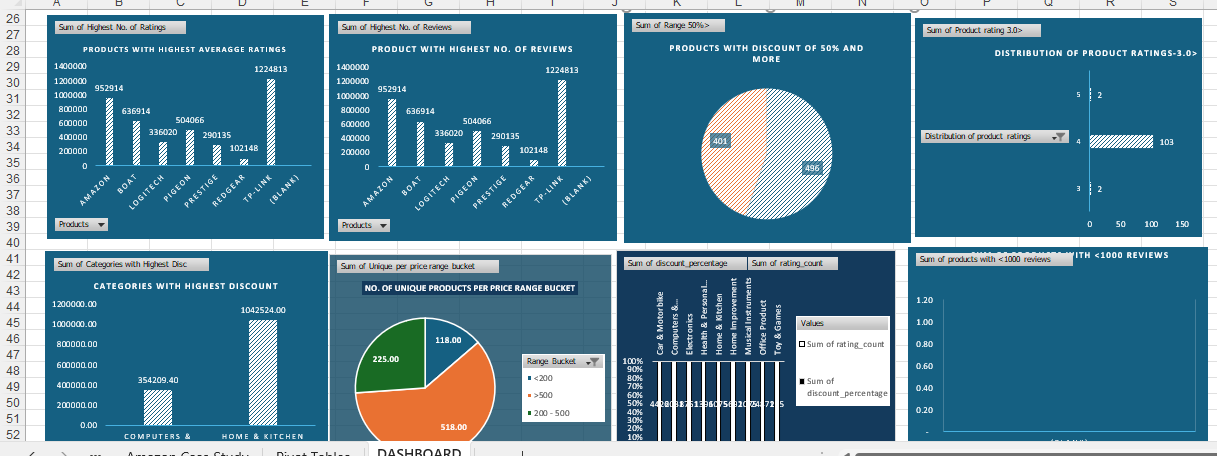 A B C D E F G H I J K L M N O P Q R S
26
27
28
29
30
31
32
33
34
35
36
37
38
39
40
41
42
43
44
45
46
47
48
49
50
51
52
Sum of Highest No. of Ratings
PRODUCTS WITH HIGHEST AVERAGGE RATINGS
1400000
1200000
1000000
800000
600000
400000
200000
0
952914
636914
336020
504066
290135
102148
1224813
AMAZON
BOAT
LOGITECH
PIGEON
PRESTIGE
REDGEAR
TP-LINK
(BLANK)
Products
Sum of Highest No. of Reviews
PRODUCT WITH HIGHEST NO. OF REVIEWS
1400000
1200000
1000000
800000
600000
400000
200000
0
952914
636914
336020
504066
290135
102148
1224813
AMAZON
BOAT
LOGITECH
PIGEON
PRESTIGE
REDGEAR
TP-LINK
(BLANK)
Products
Sum of Range 50%>
PRODUCTS WITH DISCOUNT OF 50% AND
MORE
401
496
Sum of Product rating 3.0>
DISTRIBUTION OF PRODUCT RATINGS-3.0>
5 2
Distribution of product ratings
4 103
3 2
0 50 100 150
Sum of Categories with Highest Disc
CATEGORIES WITH HIGHEST DISCOUNT
1200000.00
1000000.00
800000.00
600000.00
400000.00
200000.00
0.00
354209.40
1042524.00
COMPUTERS &
HOME & KITCHEN
Sum of Unique per price range bucket
NO. OF UNIQUE PRODUCTS PER PRICE RANGE BUCKET
118.00
225.00
518.00
Range Bucket
<200
>500
200 - 500
Sum of discount_percentage
Sum of rating_count
Car & Motorbike
Computers &...
Electronics
Health & Personal...
Home & Kitchen
Home Improvement
Musical Instruments
Office Product
Toy & Games
100%
90%
80%
70%
60%
50%
40%
30%
20%
10%
Values
Sum of rating_count
Sum of
discount_percentage
Sum of products with <1000 reviews
WITH <1000 REVIEWS
1.20
1.00
0.80
0.60
0.40
0.20
-
Amazon Case Study
Pivot Tables
DASHBOARD